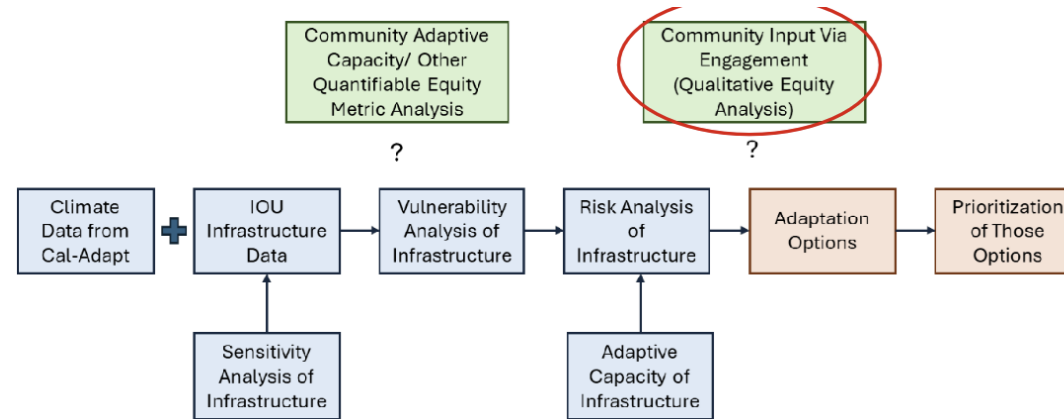 Community Adaptive
Capacity/ Other
Quantifiable Equity
Metric Analysis
Community Input Via
Engagement
(Qualitative Equity
Analysis)
?
?
Climate
Data from
Cal-Adapt
IOU
Infrastructure
Data
Vulnerability
Analysis of
Infrastructure
Risk Analysis
of
Infrastructure
Adaptation
Options
Prioritization
of Those
Options
Sensitivity
Analysis of
Infrastructure
Adaptive
Capacity of
Infrastructure